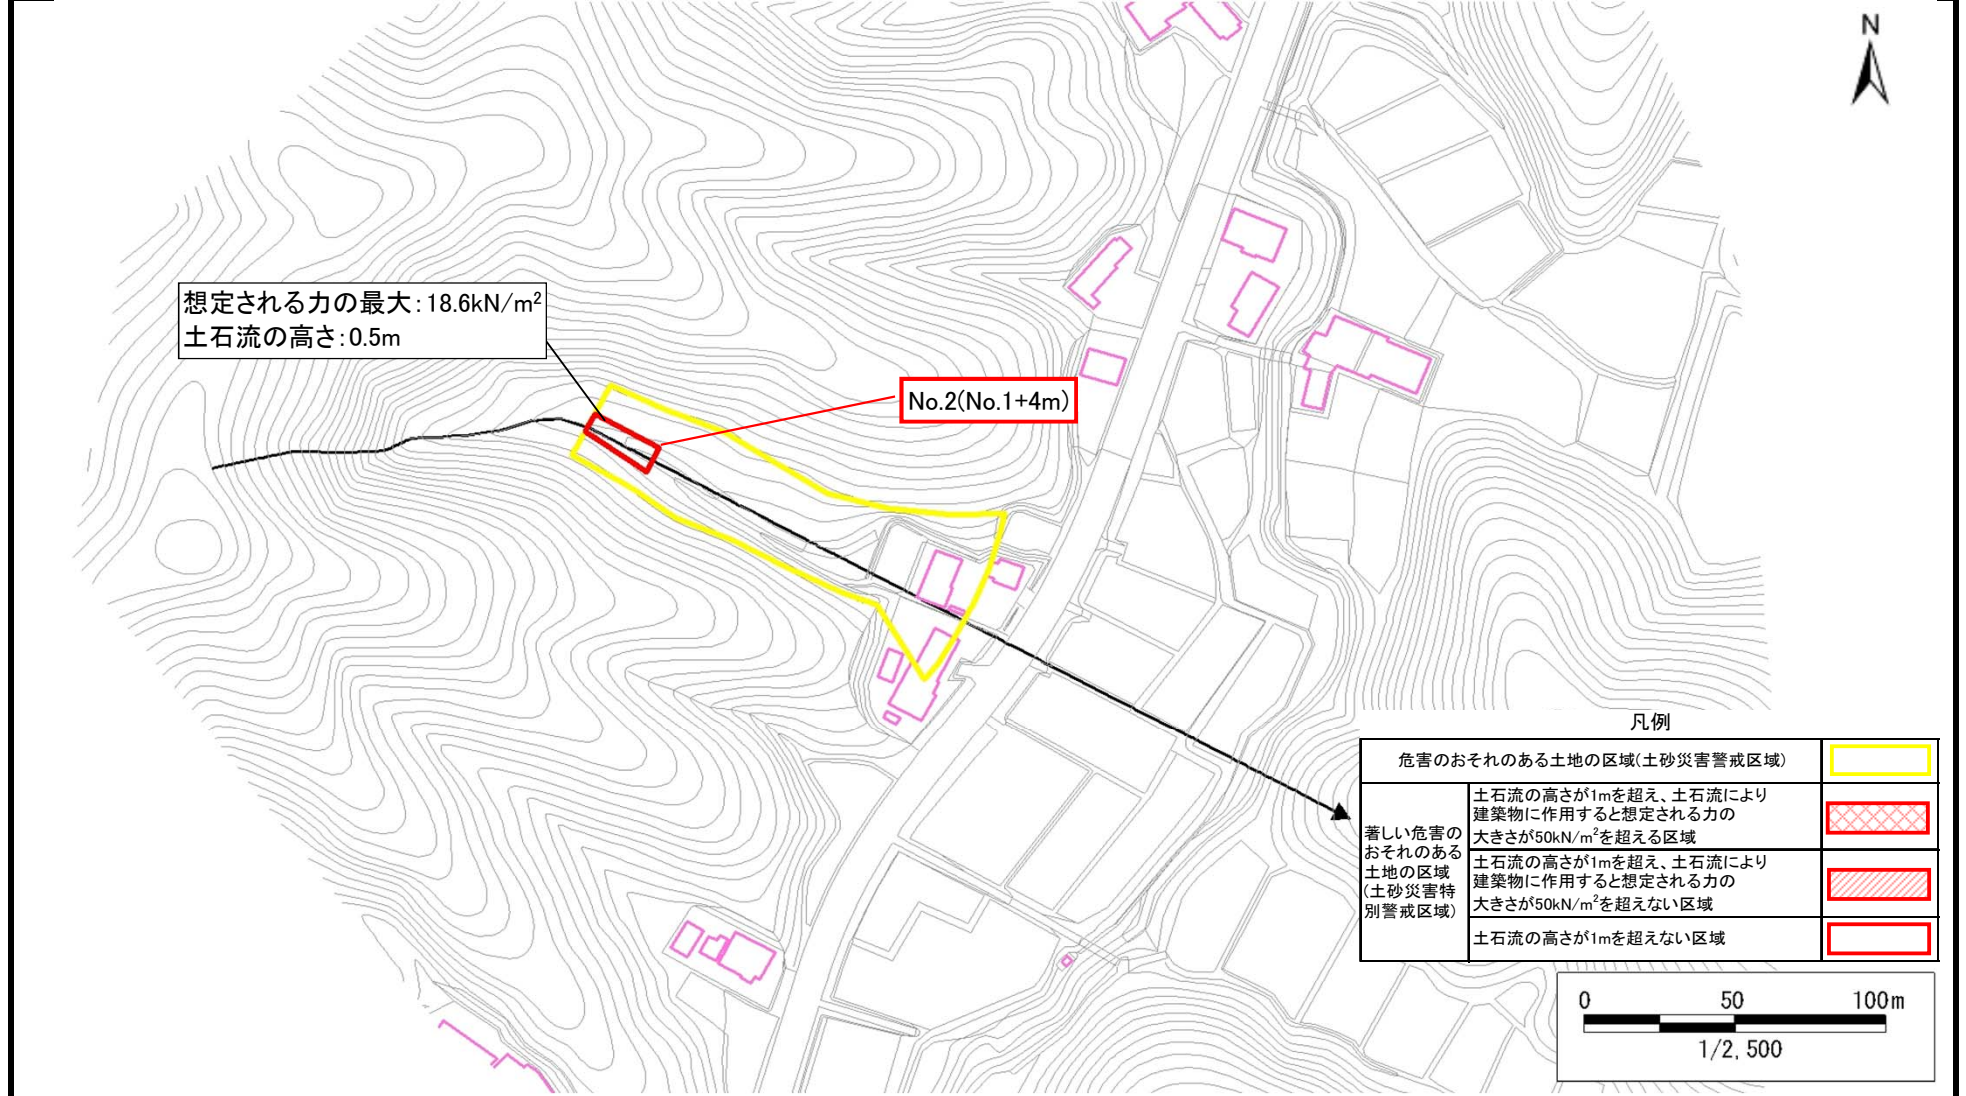 N
想定される力の最大:18.6kN/m²
土石流の高さ:0.5m
No.2(No.1+4m)
凡例
危害のおそれのある土地の区域(土砂災害警戒区域)
著しい危害の
おそれのある
土地の区域
(土砂災害特
別警戒区域)
土石流の高さが1mを超え、土石流により
建築物に作用すると想定される力の
大きさが50kN/m²を超える区域
土石流の高さが1mを超え、土石流により
建築物に作用すると想定される力の
大きさが50kN/m²を超えない区域
土石流の高さが1mを超えない区域
0 50 100m
1/2,500